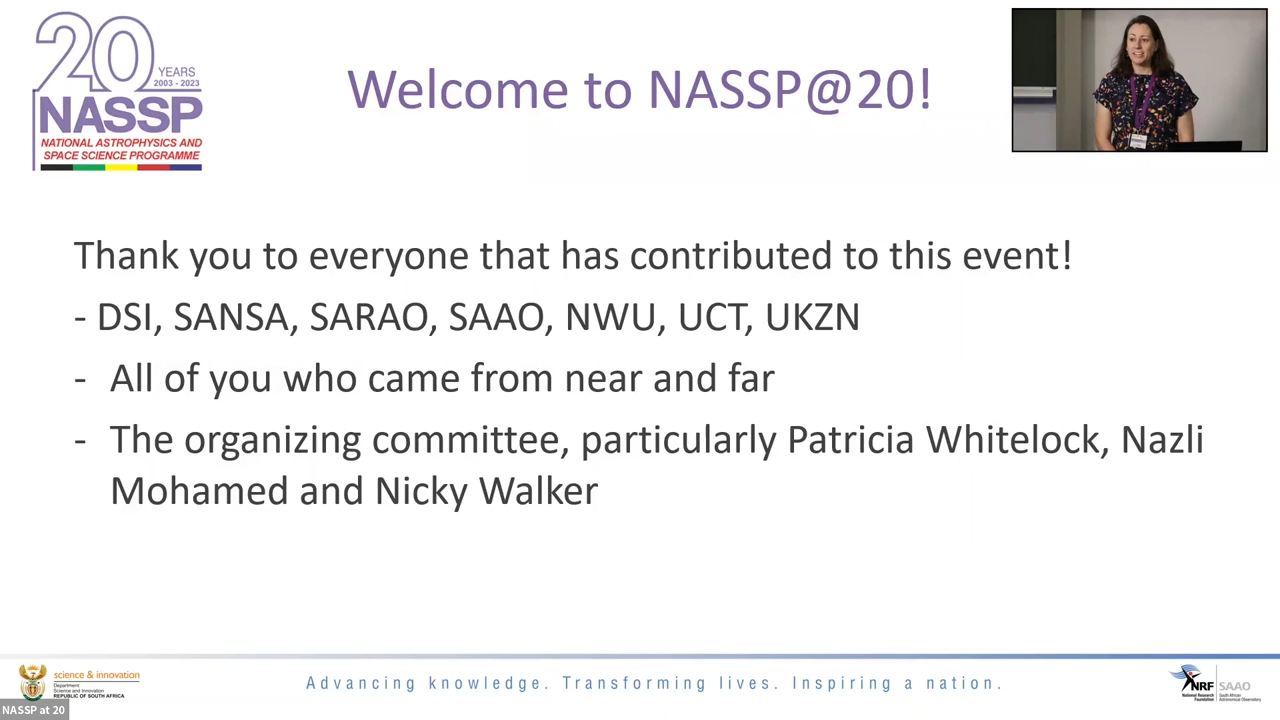 20
YEARS
2003 - 2023
NASSP
NATIONAL ASTROPHYSICS AND
SPACE SCIENCE PROGRAMME
Welcome to NASSP@20!
Thank you to everyone that has contributed to this event!
- DSI, SANSA, SARAO, SAAO, NWU, UCT, UKZN
- All of you who came from near and far
- The organizing committee, particularly Patricia Whitelock, Nazli
Mohamed and Nicky Walker
science & innovation
Department:
Science and Innovation
REPUBLIC OF SOUTH AFRICA
Advancing knowledge. Transforming lives. Inspiring a nation.
NRF
National Research
Foundation
SAAO
South African
Astronomical Observatory
NASSP at 20